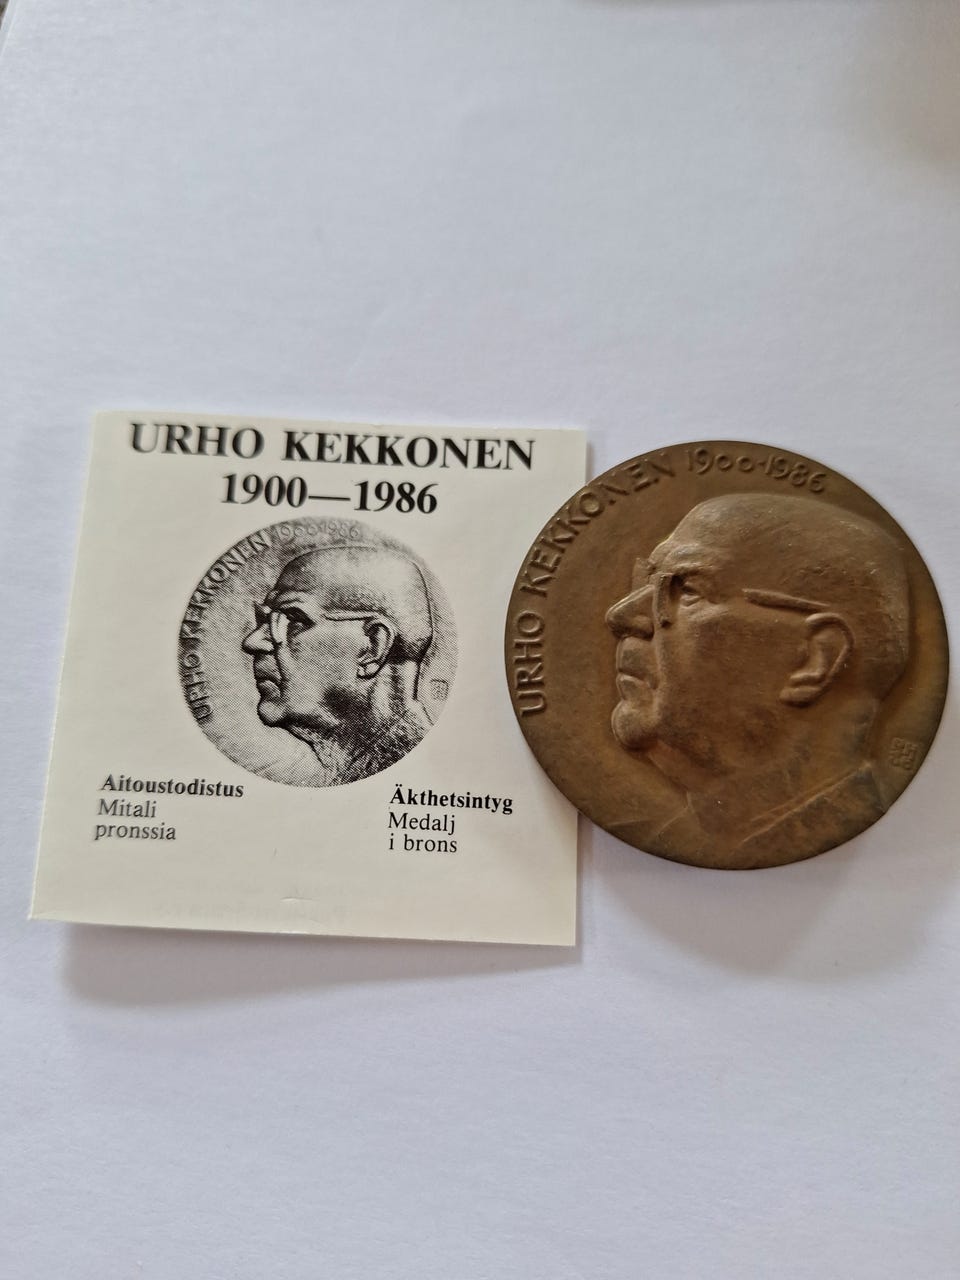 URHO KEKKONEN
1900—1986
URHO KEKKONEN 1900-1986
Aitoustodistus
Mitali
pronssia
Äkthetsintyg
Medalj
i brons
URHO KEKKONEN 1900·1986